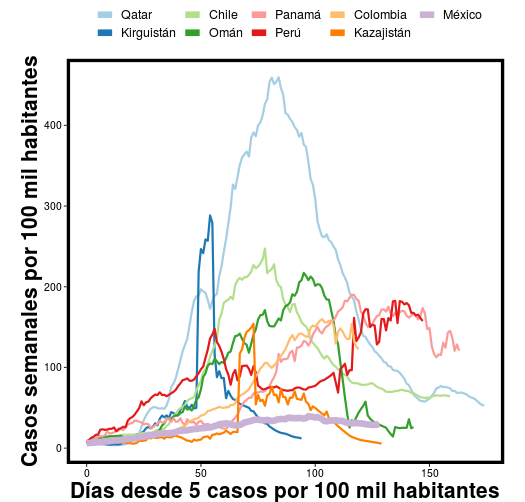 Qatar Chile Panamá Colombia México
Kirguistán Omán Perú Kazajistán
Casos semanales por 100 mil habitantes
400
300
200
100
0
0 50 100 150
Días desde 5 casos por 100 mil habitantes